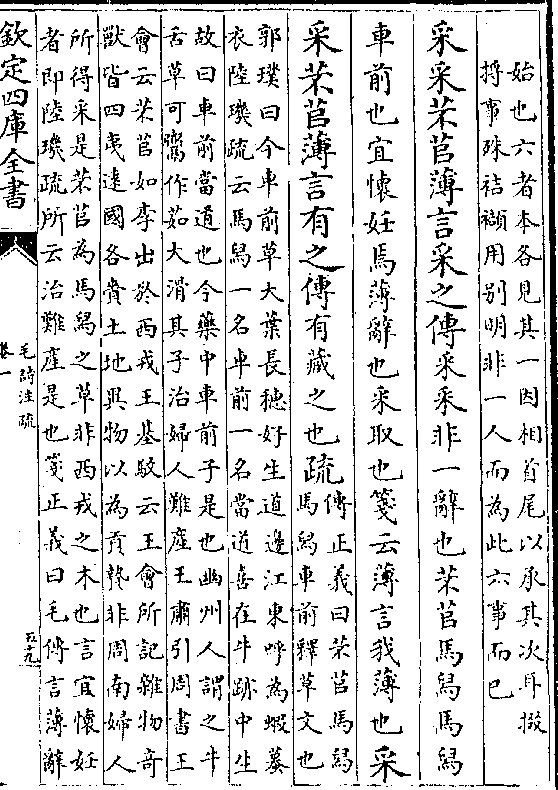 始也六者本各見其一因相首尾以承其次耳掇
捋事殊袺襭用别明非一人而為此六事而已
采采芣苢薄言采之傳采采非一辭也芣苢馬舄馬舄
車前也宜懷妊焉薄辭也采取也箋云薄言我薄也采
采芣苢薄言有之傳有藏之也疏傳正義曰芣苢馬舄
馬舄車前釋草文也
郭璞曰今車前草大葉長穗好生道邊江東呼為蝦蟇
衣陸璣疏云馬舄一名車前一名當道喜在牛跡中生
故曰車前當道也今藥中車前子是也幽州人謂之牛
舌草可鬻作茹大滑其子治婦人難產王肅引周書王
會云芣苢如李出於西戎王基駁云王會所記雜物奇
獸皆四夷逺國各賫土地異物以為貢贄非周南婦人
所得采是芣苢為馬舄之草非西戎之木也言宜懷妊
者即陸璣疏所云治難產是也箋正義曰毛傳言薄辭
欽定四庫全書
毛詩注疏
卷一
五十九